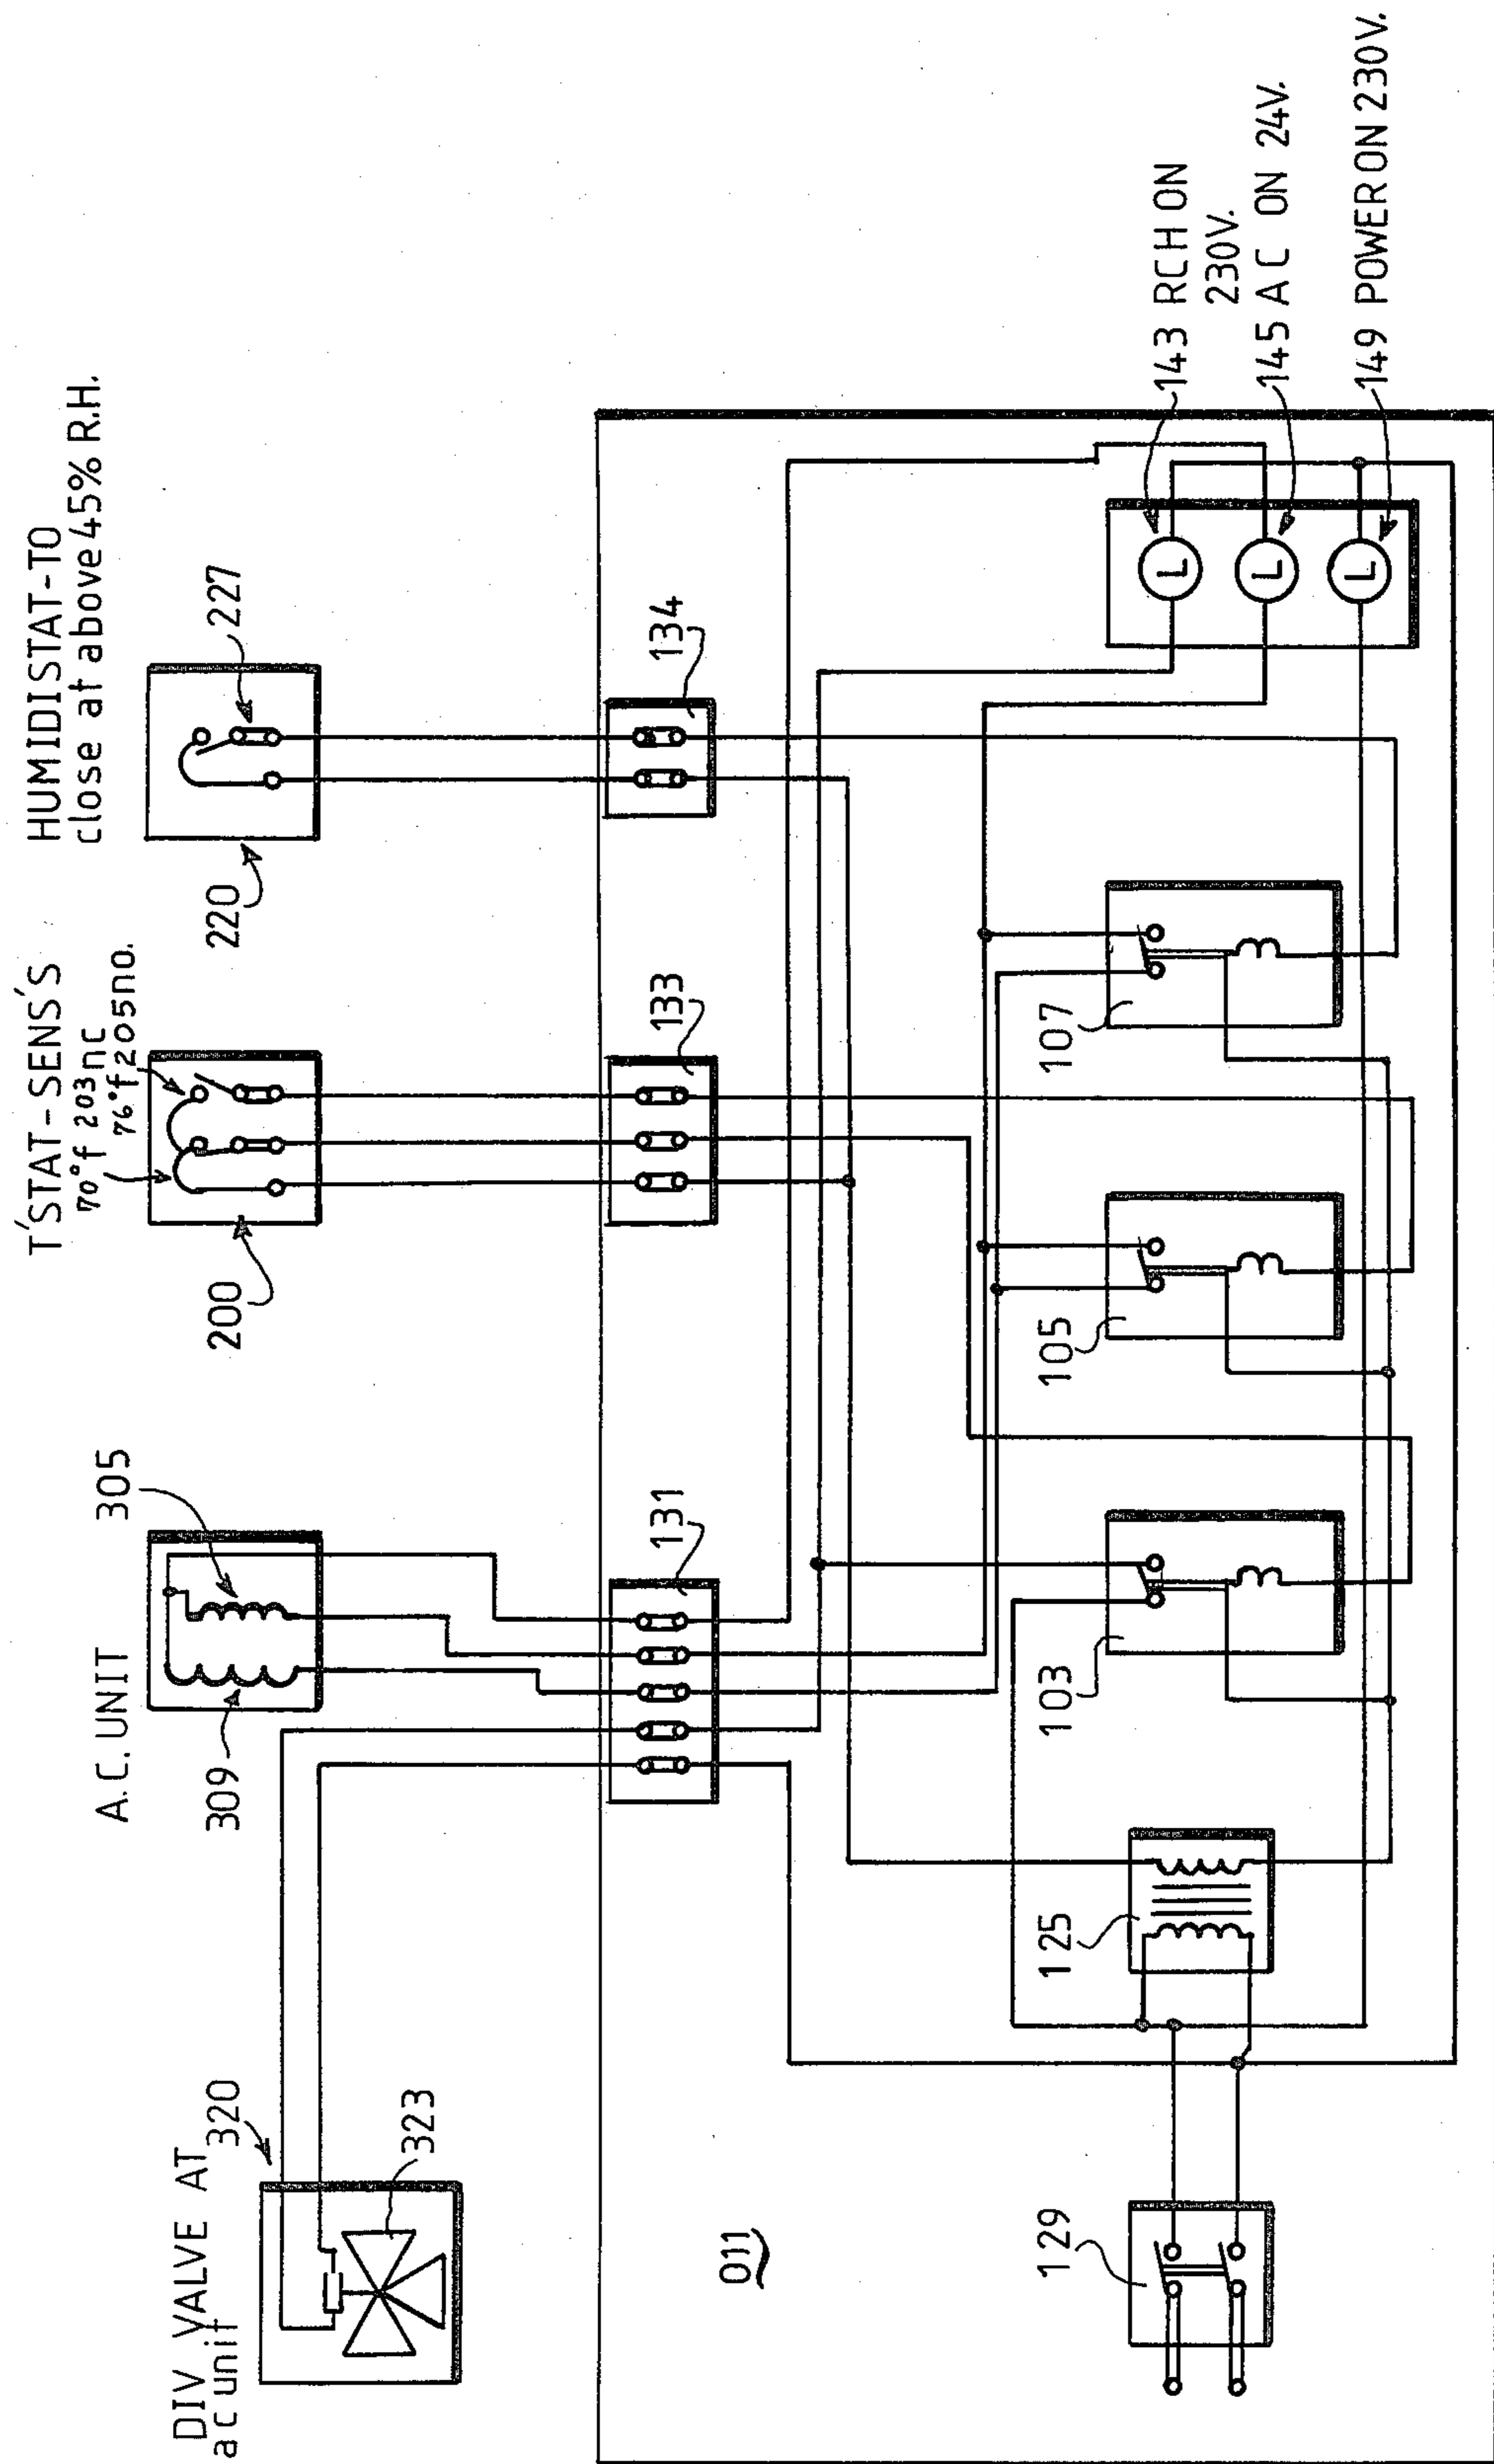 DIV VALVE AT
ac unit
320
323
A.C. UNIT
309
305
T'STAT-SENS'S
70°f 203nc
76°f 205no.
200
HUMIDISTAT-TO
close at above 45% R.H.
220
227
131
133
134
011
129
125
103
105
107
143 RCH ON
230V.
145 A C ON 24V.
149 POWER ON 230V.
L
L
L